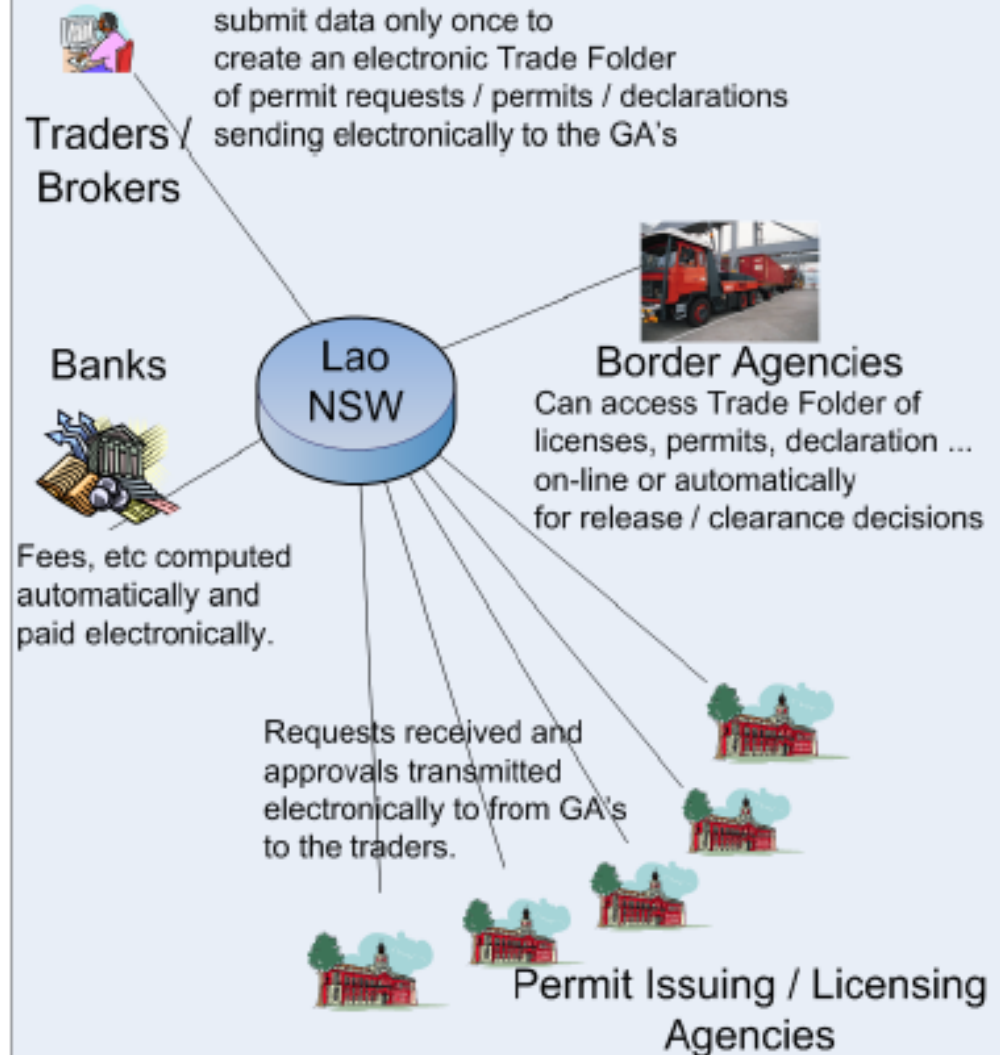 submit data only once to
create an electronic Trade Folder
of permit requests / permits / declarations
sending electronically to the GA's
Traders /
Brokers
Lao
NSW
Banks
Fees, etc computed
automatically and
paid electronically.
Border Agencies
Can access Trade Folder of
licenses, permits, declaration ...
on-line or automatically
for release / clearance decisions
Requests received and
approvals transmitted
electronically to from GA's
to the traders.
Permit Issuing / Licensing
Agencies